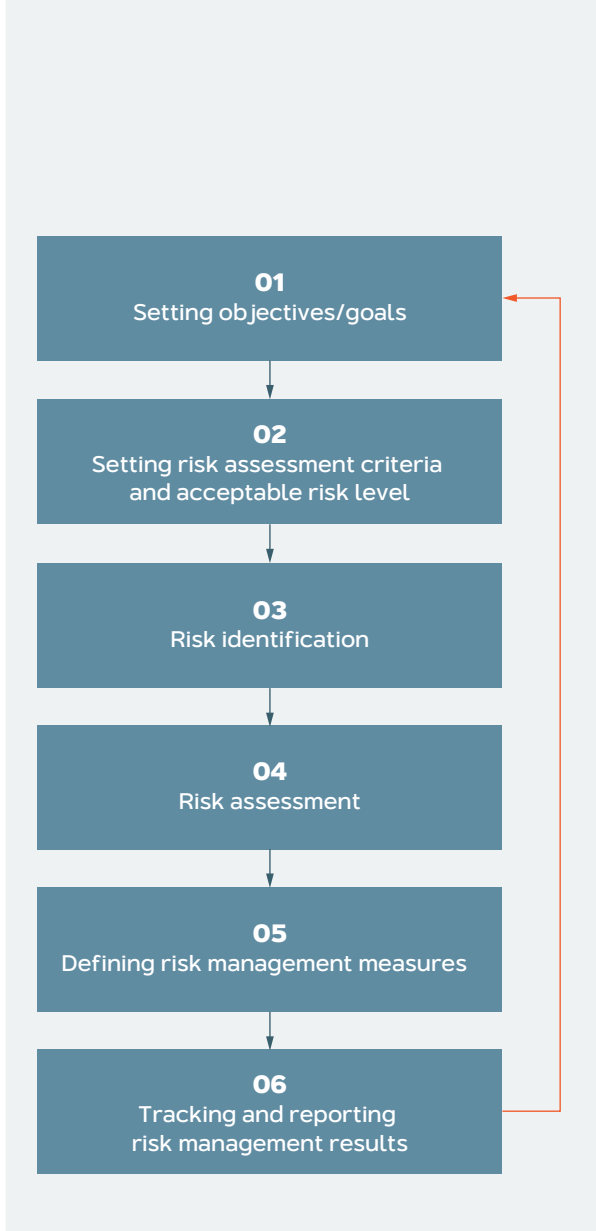 01
Setting objectives/goals
02
Setting risk assessment criteria
and acceptable risk level
03
Risk identification
04
Risk assessment
05
Defining risk management measures
06
Tracking and reporting
risk management results